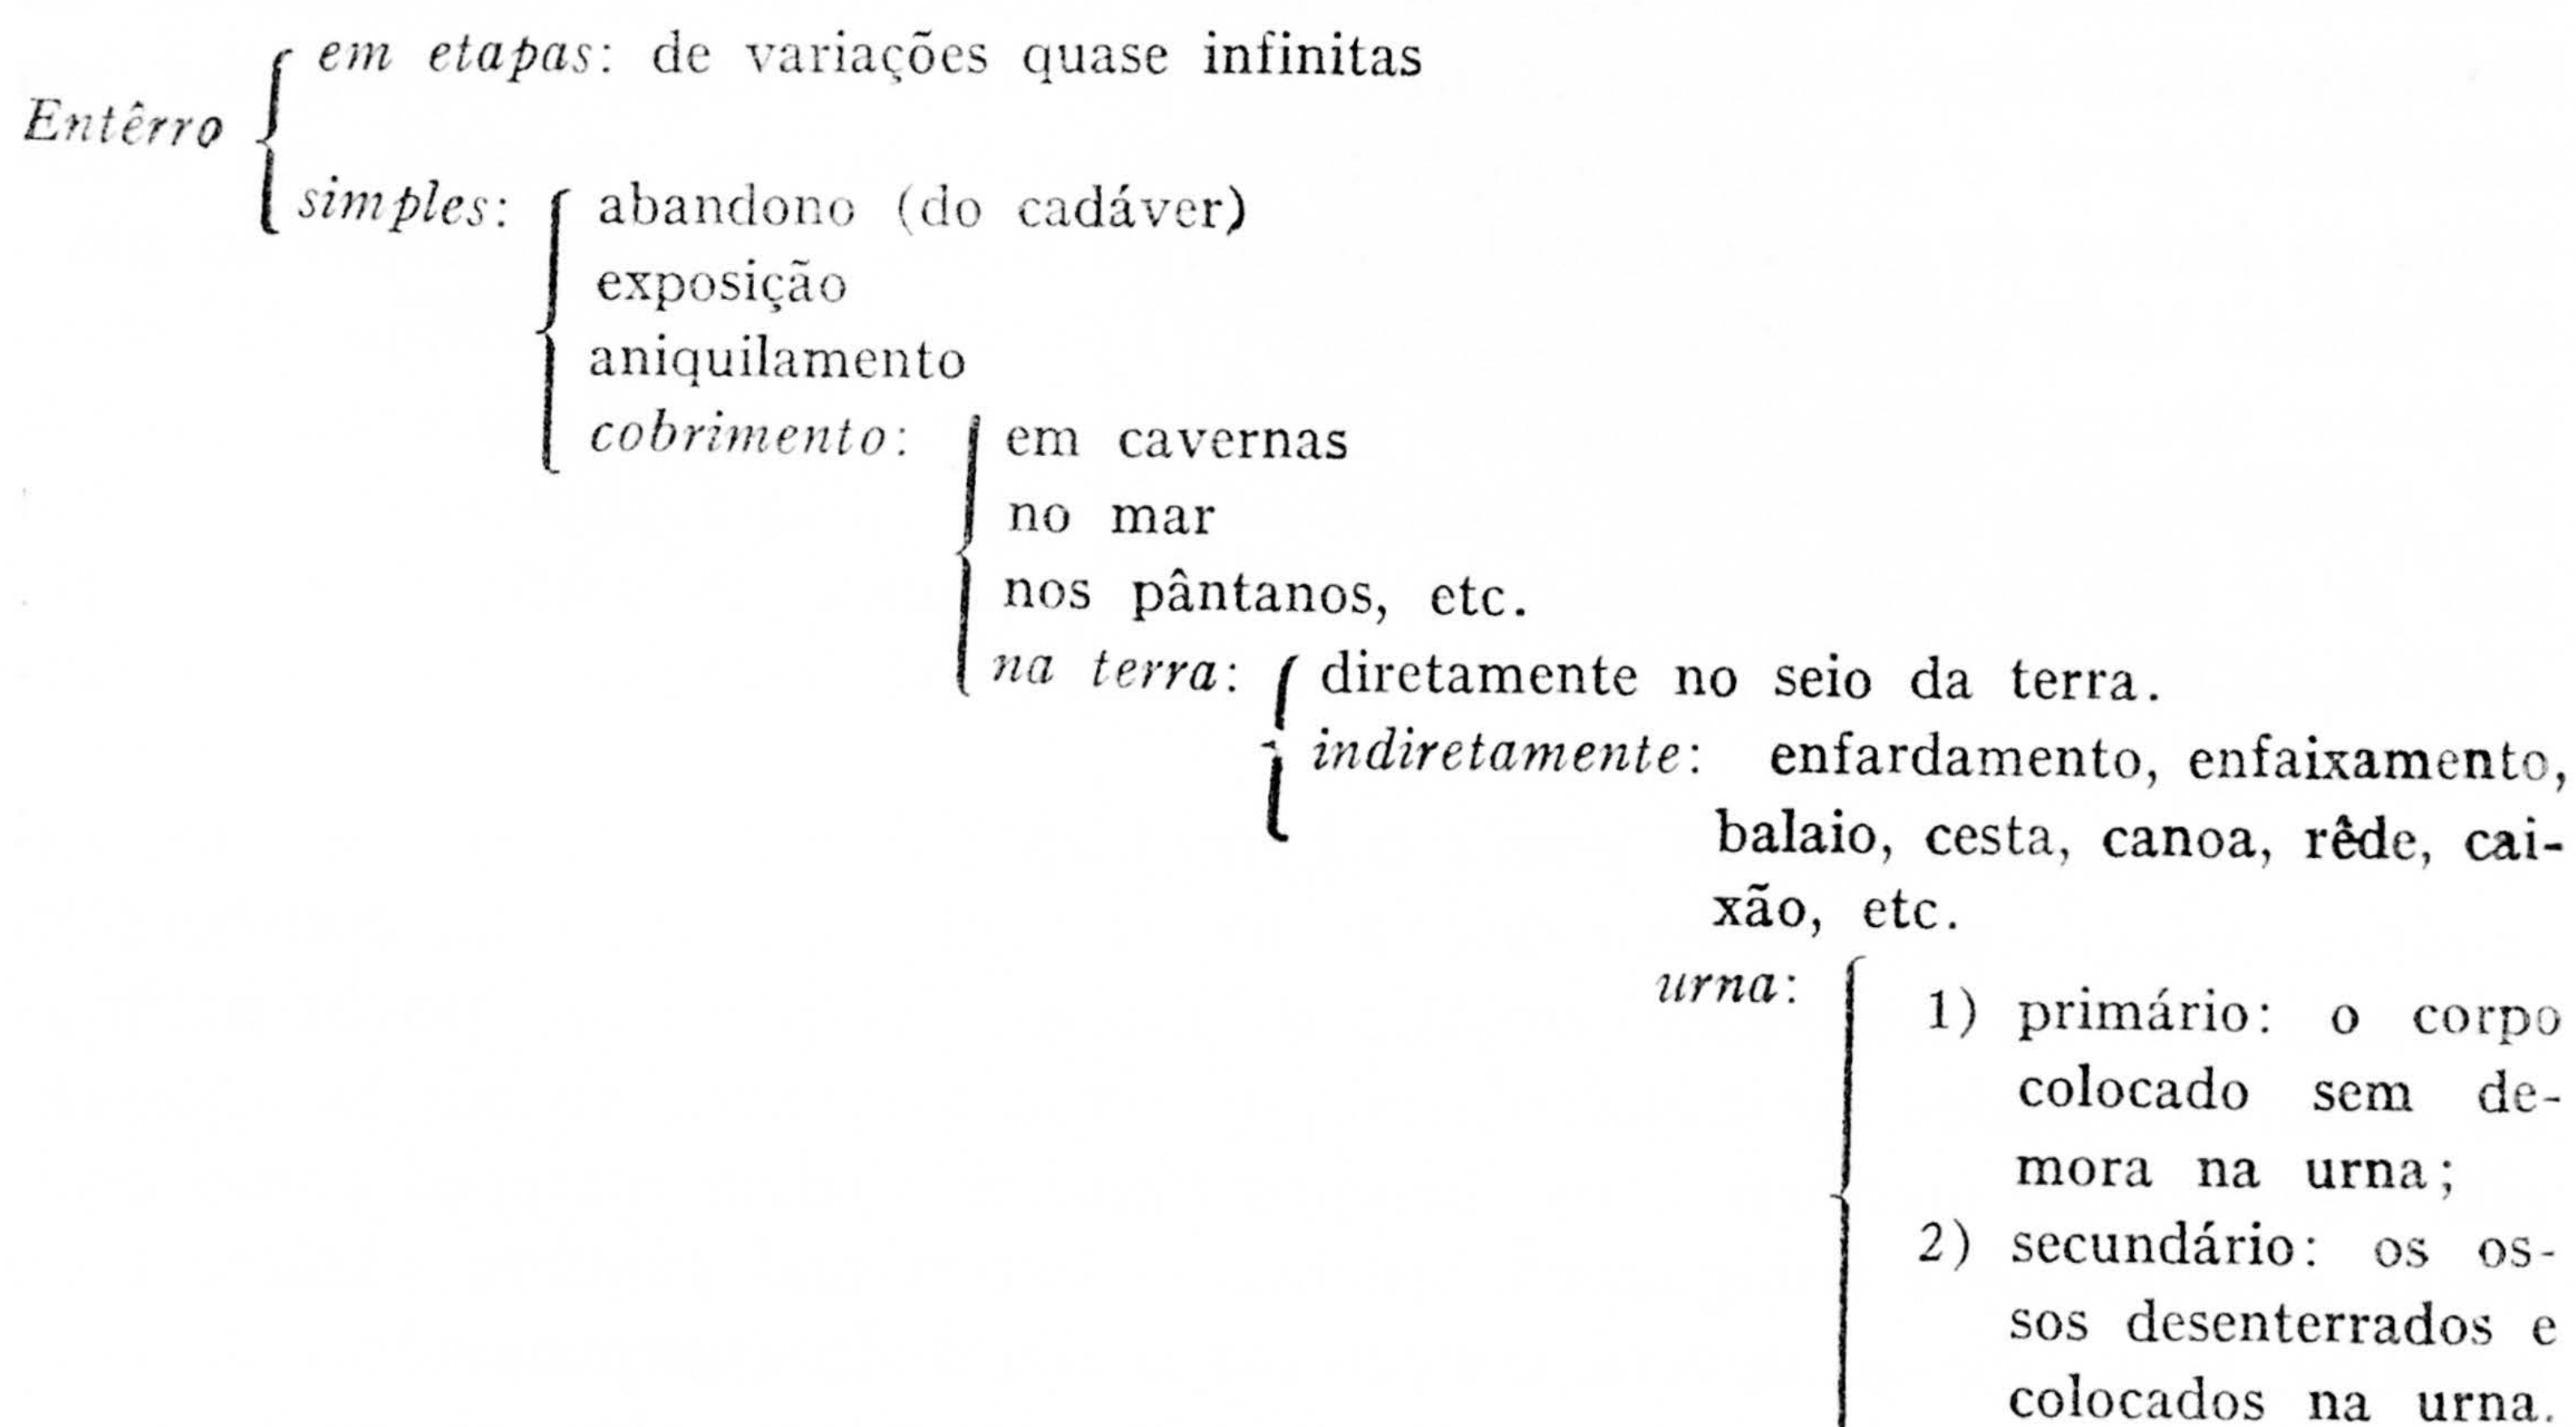 em etapas: de variações quase infinitas
Entêrro
simples: abandono (do cadáver)
exposição
aniquilamento
cobrimento: em cavernas
no mar
nos pântanos, etc.
na terra: diretamente no seio da terra.
indiretamente: enfardamento, enfaixamento,
balaio, cesta, canoa, rêde, cai-
xão, etc.
urna:
1) primário: o corpo
colocado sem de-
mora na urna;
2) secundário: os os-
sos desenterrados e
colocados na urna.